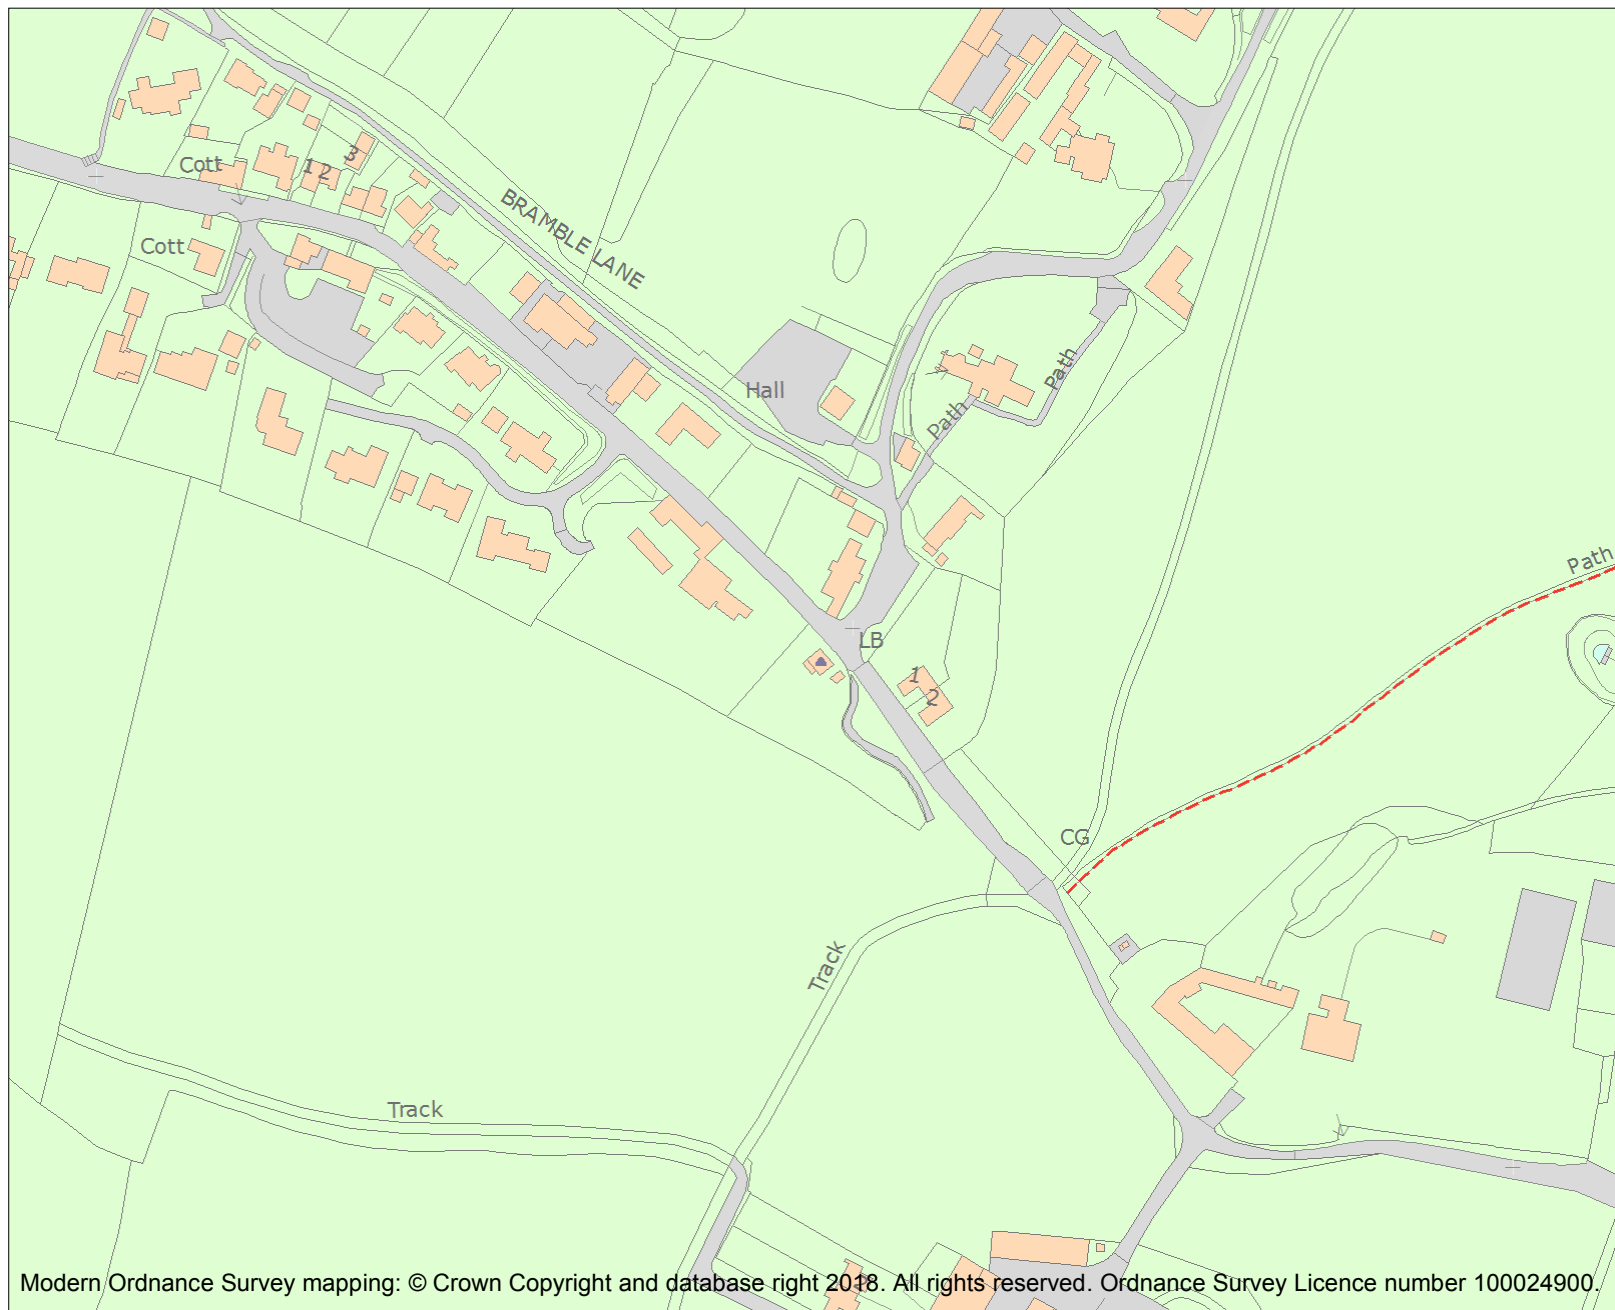 Cott
1 2
3
BRAMBLE LANE
Cott
Path
Hall
Path
Path
LB
1
2
CG
Track
Track
Modern Ordnance Survey mapping: © Crown Copyright and database right 2018. All rights reserved. Ordnance Survey Licence number 100024900.